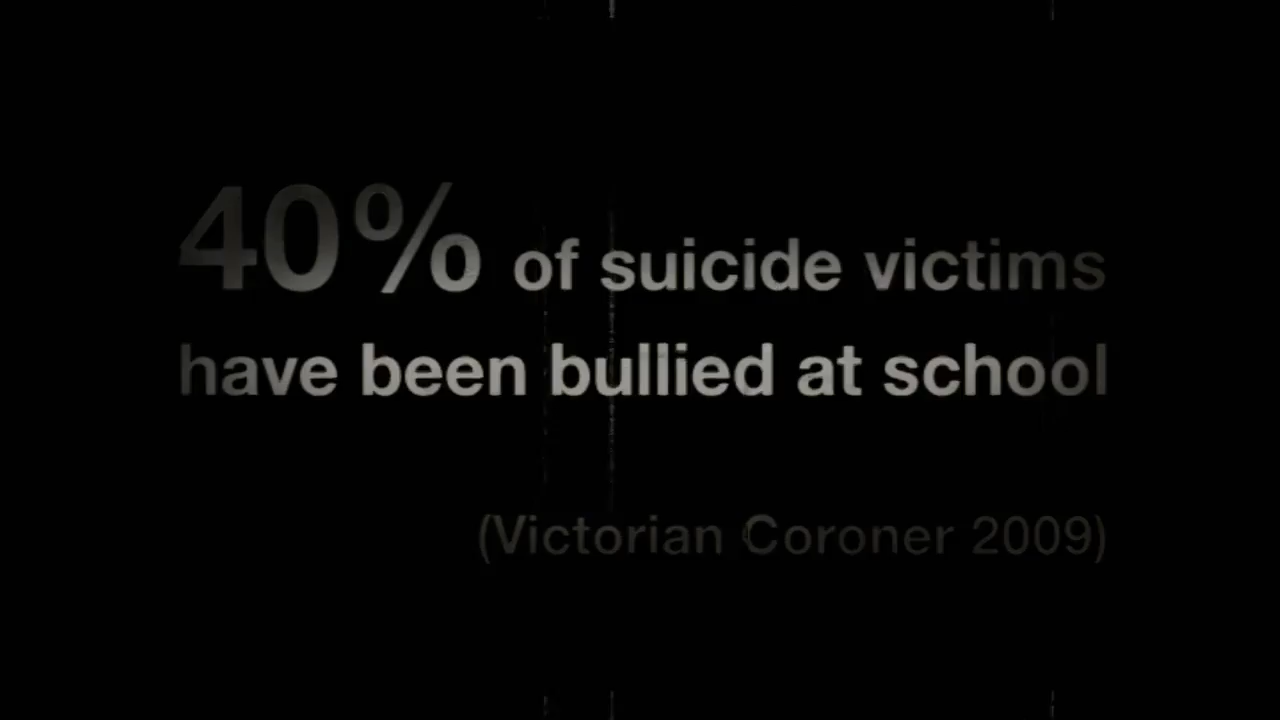 40% of suicide victims
have been bullied at school
(Victorian Coroner 2009)